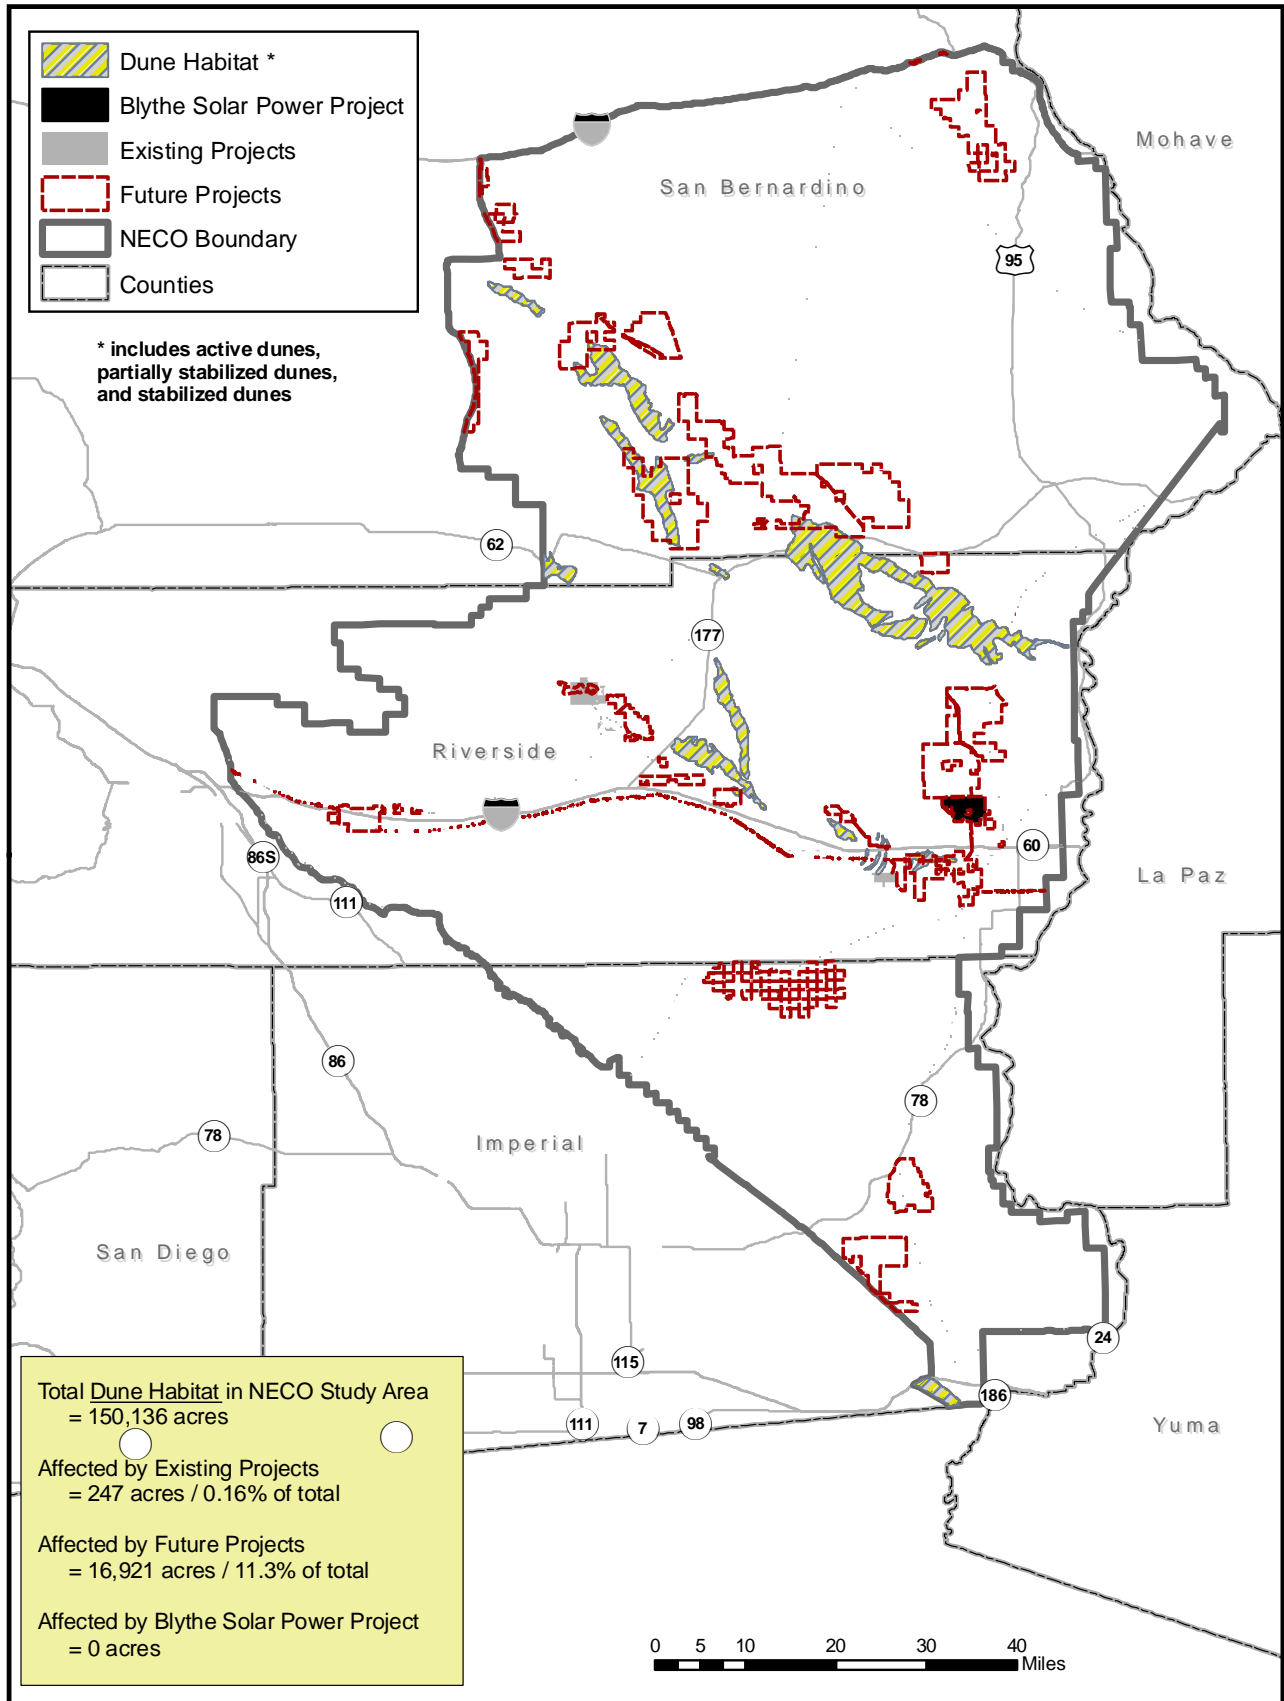 Dune Habitat *
Blythe Solar Power Project
Existing Projects
Future Projects
NECO Boundary
Counties
* includes active dunes,
partially stabilized dunes,
and stabilized dunes
Mohave
San Bernardino
95
62
177
Riverside
60
86S
111
La Paz
86
78
78
Imperial
San Diego
24
115
186
111
7
98
Yuma
Total Dune Habitat in NECO Study Area
= 150,136 acres
Affected by Existing Projects
= 247 acres / 0.16% of total
Affected by Future Projects
= 16,921 acres / 11.3% of total
Affected by Blythe Solar Power Project
= 0 acres
0 5 10 20 30 40
Miles